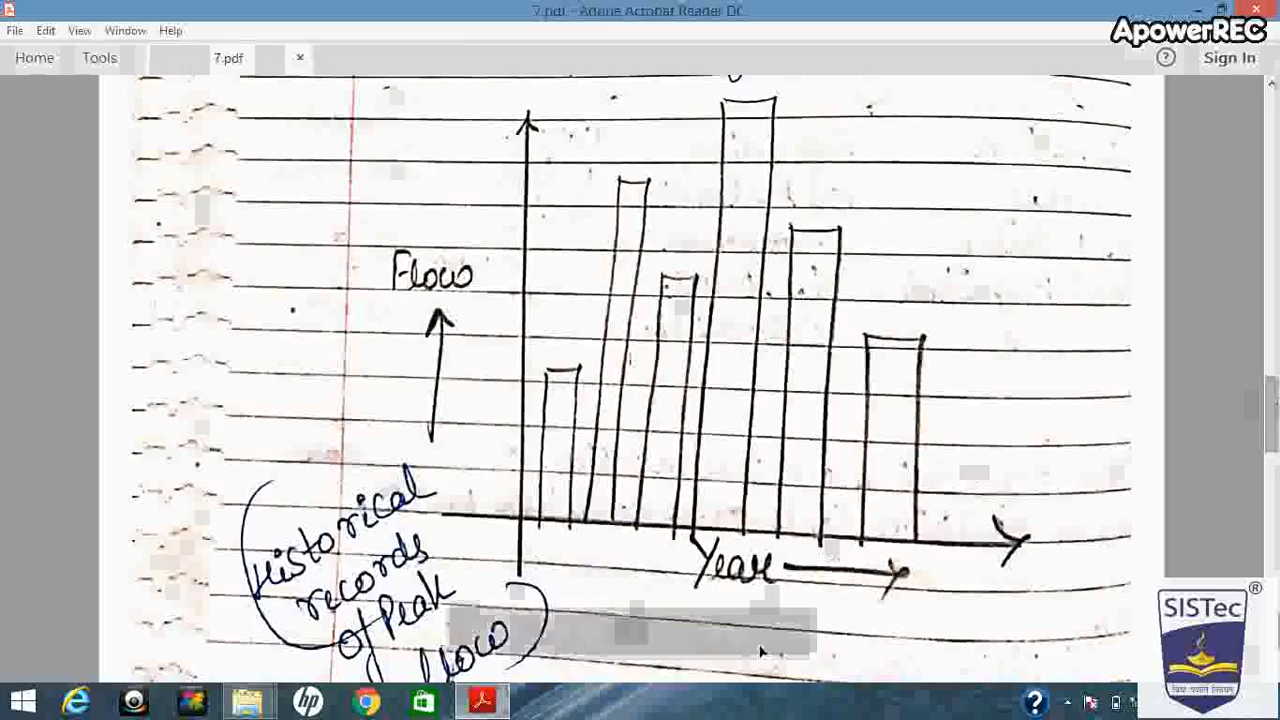 7.pdf - Adobe Acrobat Reader DC
File Edit View Window Help
ApowerREC
Home Tools 7.pdf × ? Sign In
Flow
Year
(Historical
records
of Peak
flow)
SISTec ®